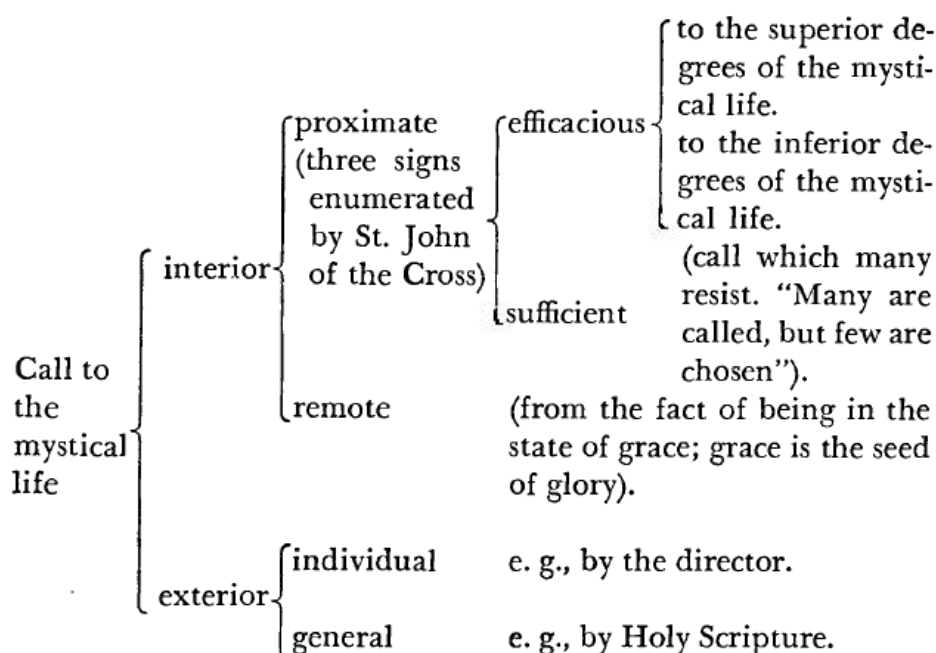 to the superior de-
grees of the mysti-
cal life.
proximate efficacious
to the inferior de-
(three signs
grees of the mysti-
enumerated
cal life.
by St. John
(call which many
interior
of the Cross)
resist. “Many are
sufficient
called, but few are
Call to
chosen”).
the
remote (from the fact of being in the
mystical
state of grace; grace is the seed
life
of glory).
individual e. g., by the director.
exterior
general e. g., by Holy Scripture.